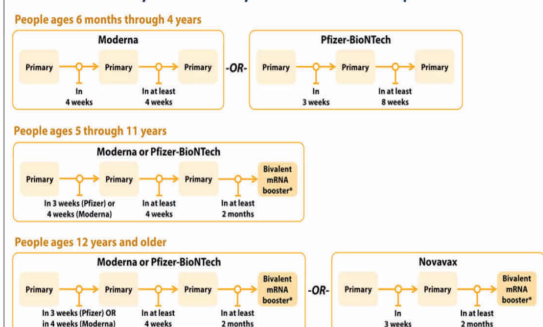 People ages 6 months through 4 years
Moderna
Primary
Primary
Primary
In
4 weeks
In at least
4 weeks
-OR-
Pfizer-BioNTech
Primary
Primary
Primary
In
3 weeks
In at least
8 weeks
People ages 5 through 11 years
Moderna or Pfizer-BioNTech
Primary
Primary
Primary
Bivalent
mRNA
booster*
In 3 weeks (Pfizer) or
4 weeks (Moderna)
In at least
4 weeks
In at least
2 months
People ages 12 years and older
Moderna or Pfizer-BioNTech
Primary
Primary
Primary
Bivalent
mRNA
booster*
In 3 weeks (Pfizer) OR
in 4 weeks (Moderna)
In at least
4 weeks
In at least
2 months
-OR-
Novavax
Primary
Primary
Bivalent
mRNA
booster*
In
3 weeks
In at least
2 months